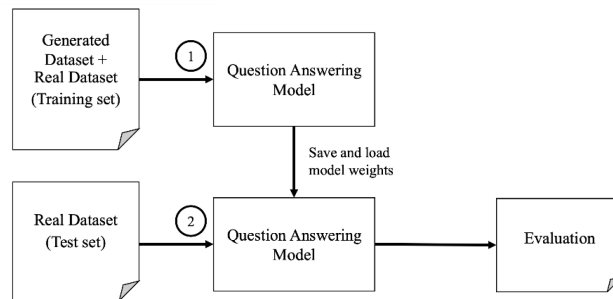 Generated
Dataset +
Real Dataset
(Training set)
1
Question Answering
Model
Save and load
model weights
Real Dataset
(Test set)
2
Question Answering
Model
Evaluation